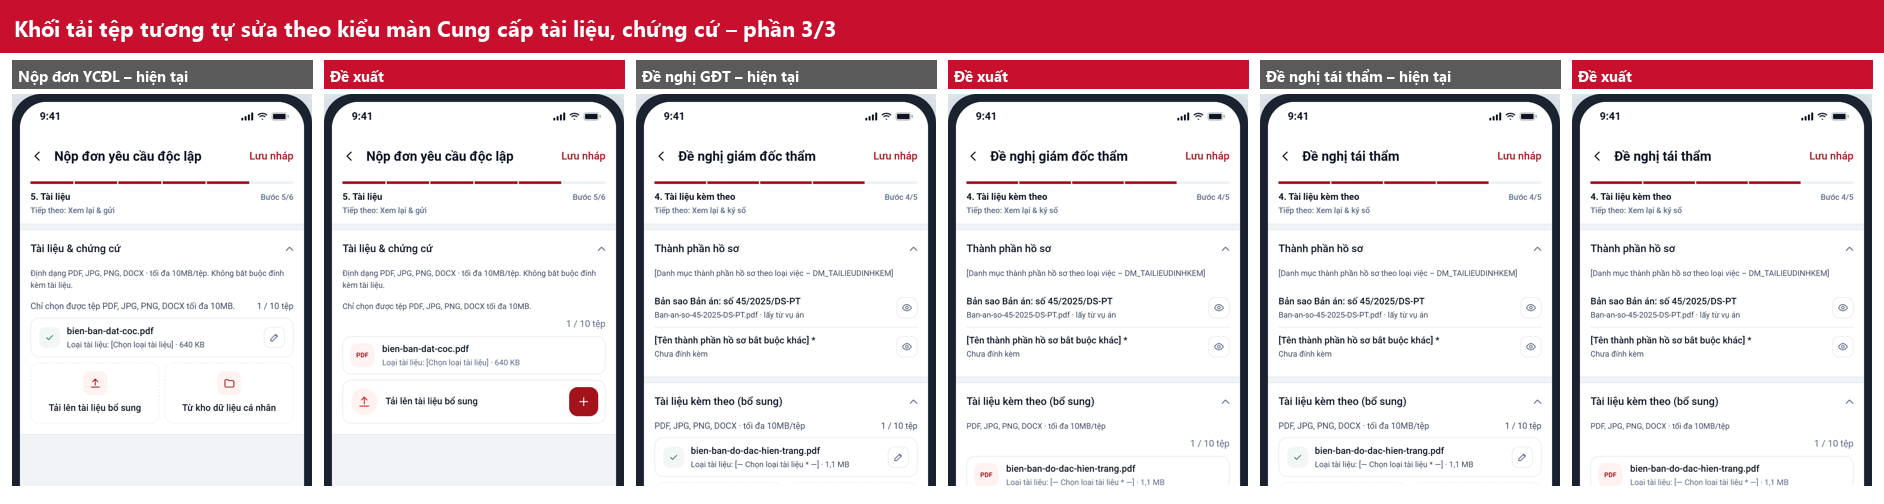 Khối tải tệp tương tự sửa theo kiểu màn Cung cấp tài liệu, chứng cứ – phần 3/3
Nộp đơn YCĐL – hiện tại
9:41
Nộp đơn yêu cầu độc lập
Lưu nháp
5. Tài liệu
Bước 5/6
Tiếp theo: Xem lại & gửi
Tài liệu & chứng cứ
Định dạng PDF, JPG, PNG, DOCX · tối đa 10MB/tệp. Không bắt buộc đính
kèm tài liệu.
Chỉ chọn được tệp PDF, JPG, PNG, DOCX tối đa 10MB.
1 / 10 tệp
bien-ban-dat-coc.pdf
Loại tài liệu: [Chọn loại tài liệu] · 640 KB
Tải lên tài liệu bổ sung
Từ kho dữ liệu cá nhân
Đề xuất
9:41
Nộp đơn yêu cầu độc lập
Lưu nháp
5. Tài liệu
Bước 5/6
Tiếp theo: Xem lại & gửi
Tài liệu & chứng cứ
Định dạng PDF, JPG, PNG, DOCX · tối đa 10MB/tệp. Không bắt buộc đính
kèm tài liệu.
Chỉ chọn được tệp PDF, JPG, PNG, DOCX tối đa 10MB.
1 / 10 tệp
PDF
bien-ban-dat-coc.pdf
Loại tài liệu: [Chọn loại tài liệu] · 640 KB
Tải lên tài liệu bổ sung
Đề nghị GĐT – hiện tại
9:41
Đề nghị giám đốc thẩm
Lưu nháp
4. Tài liệu kèm theo
Bước 4/5
Tiếp theo: Xem lại & ký số
Thành phần hồ sơ
[Danh mục thành phần hồ sơ theo loại việc – DM_TAILIEUDINHKEM]
Bản sao Bản án: số 45/2025/DS-PT
Ban-an-so-45-2025-DS-PT.pdf · lấy từ vụ án
[Tên thành phần hồ sơ bắt buộc khác] *
Chưa đính kèm
Tài liệu kèm theo (bổ sung)
PDF, JPG, PNG, DOCX · tối đa 10MB/tệp
1 / 10 tệp
bien-ban-do-dac-hien-trang.pdf
Loại tài liệu: [— Chọn loại tài liệu * —] · 1,1 MB
Đề xuất
9:41
Đề nghị giám đốc thẩm
Lưu nháp
4. Tài liệu kèm theo
Bước 4/5
Tiếp theo: Xem lại & ký số
Thành phần hồ sơ
[Danh mục thành phần hồ sơ theo loại việc – DM_TAILIEUDINHKEM]
Bản sao Bản án: số 45/2025/DS-PT
Ban-an-so-45-2025-DS-PT.pdf · lấy từ vụ án
[Tên thành phần hồ sơ bắt buộc khác] *
Chưa đính kèm
Tài liệu kèm theo (bổ sung)
PDF, JPG, PNG, DOCX · tối đa 10MB/tệp
1 / 10 tệp
PDF
bien-ban-do-dac-hien-trang.pdf
Loại tài liệu: [— Chọn loại tài liệu * —] · 1,1 MB
Đề nghị tái thẩm – hiện tại
9:41
Đề nghị tái thẩm
Lưu nháp
4. Tài liệu kèm theo
Bước 4/5
Tiếp theo: Xem lại & ký số
Thành phần hồ sơ
[Danh mục thành phần hồ sơ theo loại việc – DM_TAILIEUDINHKEM]
Bản sao Bản án: số 45/2025/DS-PT
Ban-an-so-45-2025-DS-PT.pdf · lấy từ vụ án
[Tên thành phần hồ sơ bắt buộc khác] *
Chưa đính kèm
Tài liệu kèm theo (bổ sung)
PDF, JPG, PNG, DOCX · tối đa 10MB/tệp
1 / 10 tệp
bien-ban-do-dac-hien-trang.pdf
Loại tài liệu: [— Chọn loại tài liệu * —] · 1,1 MB
Đề xuất
9:41
Đề nghị tái thẩm
Lưu nháp
4. Tài liệu kèm theo
Bước 4/5
Tiếp theo: Xem lại & ký số
Thành phần hồ sơ
[Danh mục thành phần hồ sơ theo loại việc – DM_TAILIEUDINHKEM]
Bản sao Bản án: số 45/2025/DS-PT
Ban-an-so-45-2025-DS-PT.pdf · lấy từ vụ án
[Tên thành phần hồ sơ bắt buộc khác] *
Chưa đính kèm
Tài liệu kèm theo (bổ sung)
PDF, JPG, PNG, DOCX · tối đa 10MB/tệp
1 / 10 tệp
PDF
bien-ban-do-dac-hien-trang.pdf
Loại tài liệu: [— Chọn loại tài liệu * —] · 1,1 MB